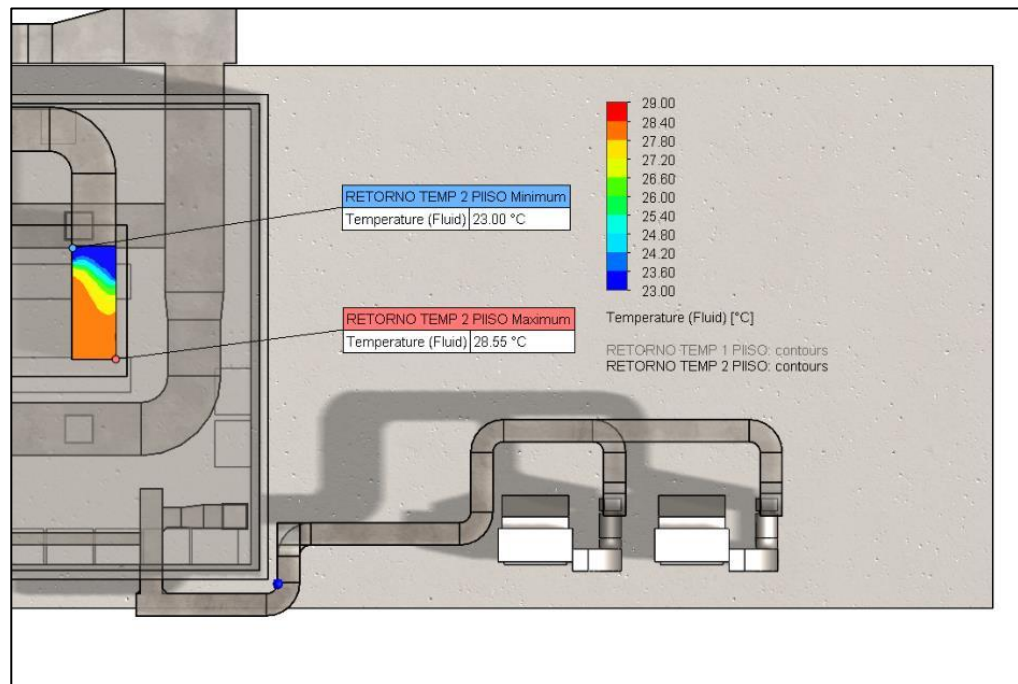 29.00
28.40
27.80
27.20
26.60
26.00
25.40
24.80
24.20
23.60
23.00
Temperature (Fluid) [°C]
RETORNO TEMP 1 PIISO: contours
RETORNO TEMP 2 PIISO: contours
RETORNO TEMP 2 PIISO Minimum
Temperature (Fluid) 23.00 °C
RETORNO TEMP 2 PIISO Maximum
Temperature (Fluid) 28.55 °C